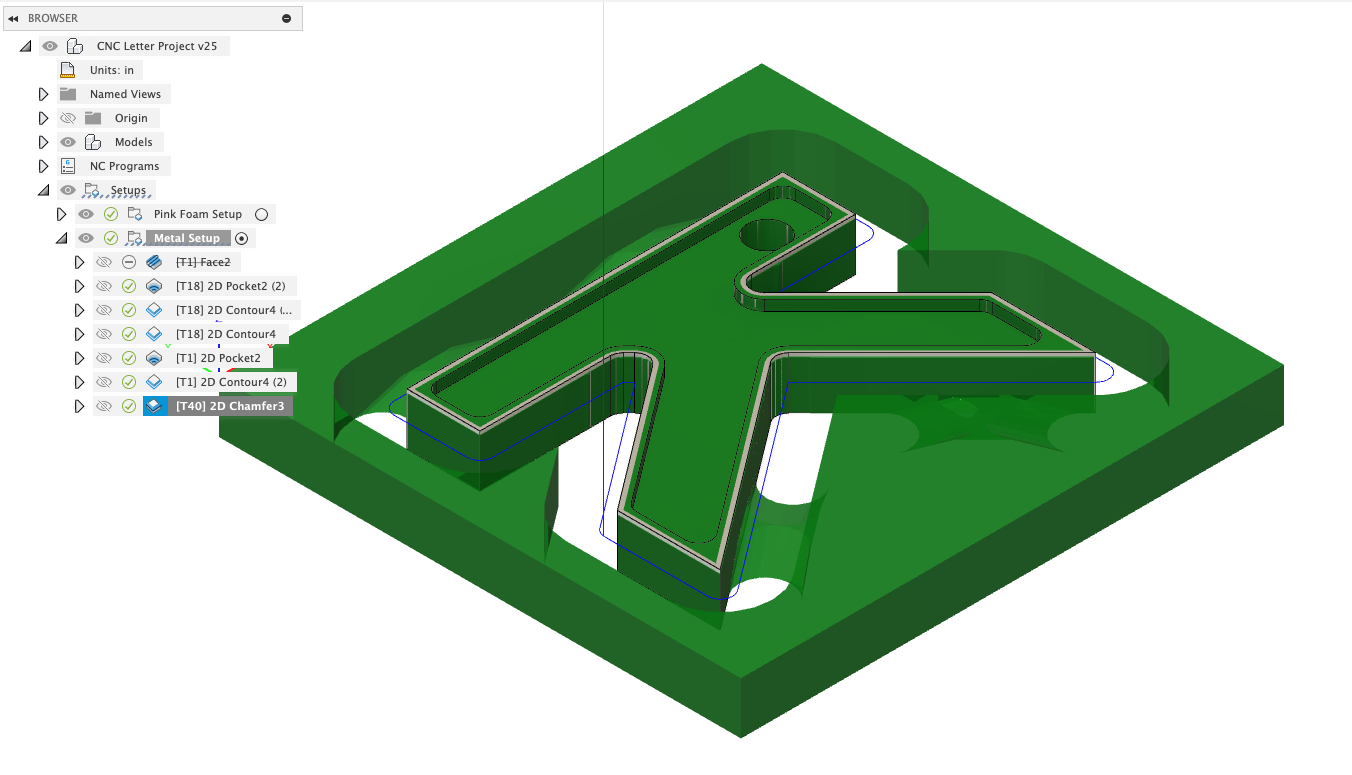 BROWSER
CNC Letter Project v25
Units: in
Named Views
Origin
Models
NC Programs
Setups
Pink Foam Setup
Metal Setup
[T1] Face2
[T18] 2D Pocket2 (2)
[T18] 2D Contour4 (...
[T18] 2D Contour4
[T1] 2D Pocket2
[T1] 2D Contour4 (2)
[T40] 2D Chamfer3